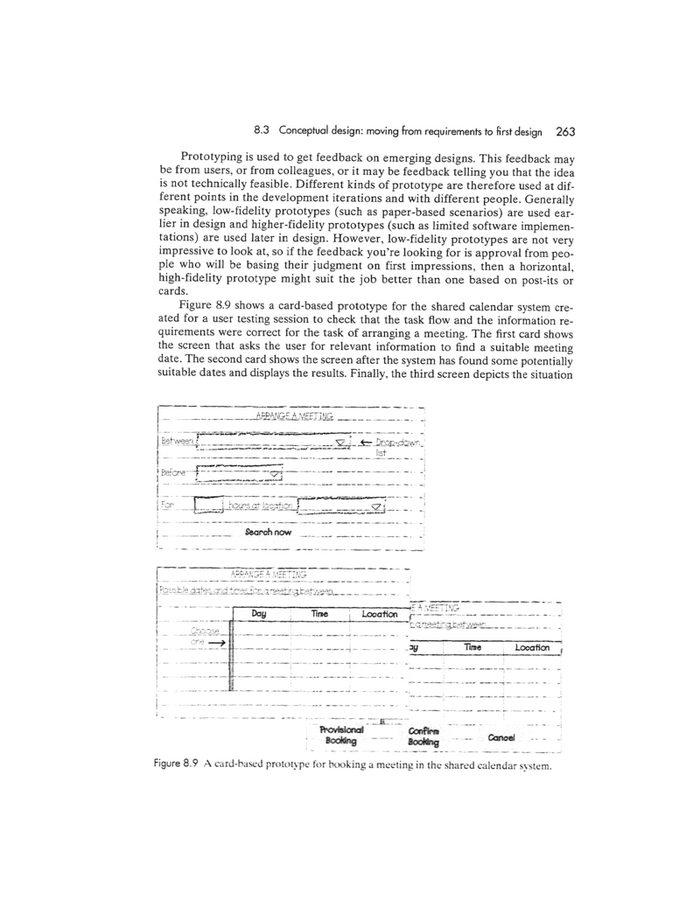 8.3 Conceptual design: moving from requirements to first design 263
Prototyping is used to get feedback on emerging designs. This feedback may
be from users, or from colleagues, or it may be feedback telling you that the idea
is not technically feasible. Different kinds of prototype are therefore used at dif-
ferent points in the development iterations and with different people. Generally
speaking, low-fidelity prototypes (such as paper-based scenarios) are used ear-
lier in design and higher-fidelity prototypes (such as limited software implemen-
tations) are used later in design. However, low-fidelity prototypes are not very
impressive to look at, so if the feedback you're looking for is approval from peo-
ple who will be basing their judgment on first impressions, then a horizontal,
high-fidelity prototype might suit the job better than one based on post-its or
cards.
Figure 8.9 shows a card-based prototype for the shared calendar system cre-
ated for a user testing session to check that the task flow and the information re-
quirements were correct for the task of arranging a meeting. The first card shows
the screen that asks the user for relevant information to find a suitable meeting
date. The second card shows the screen after the system has found some potentially
suitable dates and displays the results. Finally, the third screen depicts the situation
ARRANGE A MEETING
Between
Drop-down
list
Before
For hours at location
Search now
ARRANGE A MEETING
Possible dates and times for a meeting between
Day Time Location
Choose
one
E A MEETING
a meeting between
ay Time Location
Provisional
Booking
Confirm
Booking
Cancel
Figure 8.9 A card-based prototype for booking a meeting in the shared calendar system.